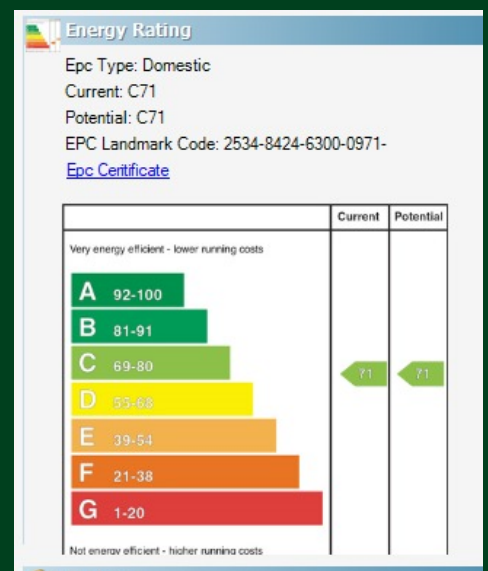 Energy Rating
Epc Type: Domestic
Current: C71
Potential: C71
EPC Landmark Code: 2534-8424-6300-0971-
Epc Ceritificate
Current Potential
Very energy efficient - lower running costs
A 92-100
B 81-91
C 69-80 71 71
D 55-68
E 39-54
F 21-38
G 1-20
Not energy efficient - higher running costs